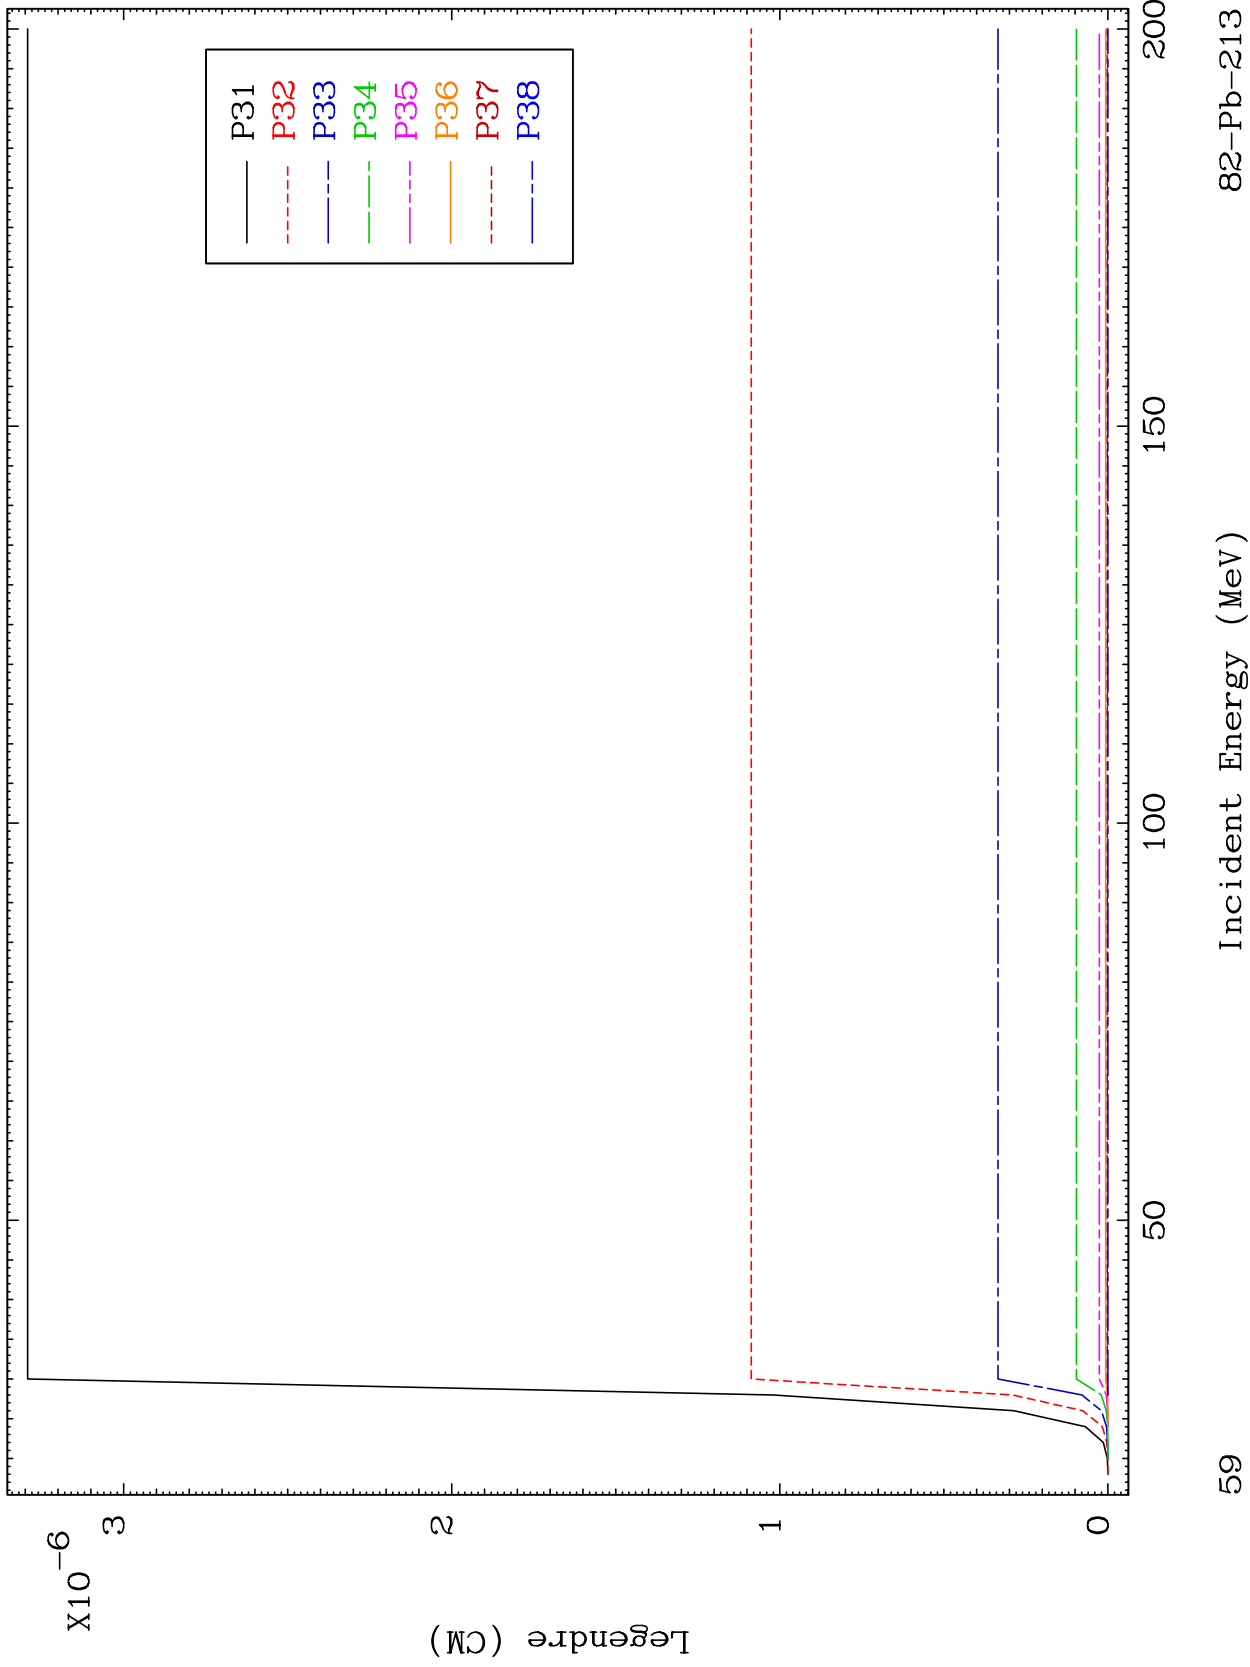 X10-6
3
2
1
0
Legendre (CM)
P31
P32
P33
P34
P35
P36
P37
P38
50
100
150
200
59
Incident Energy (MeV)
82-Pb-213